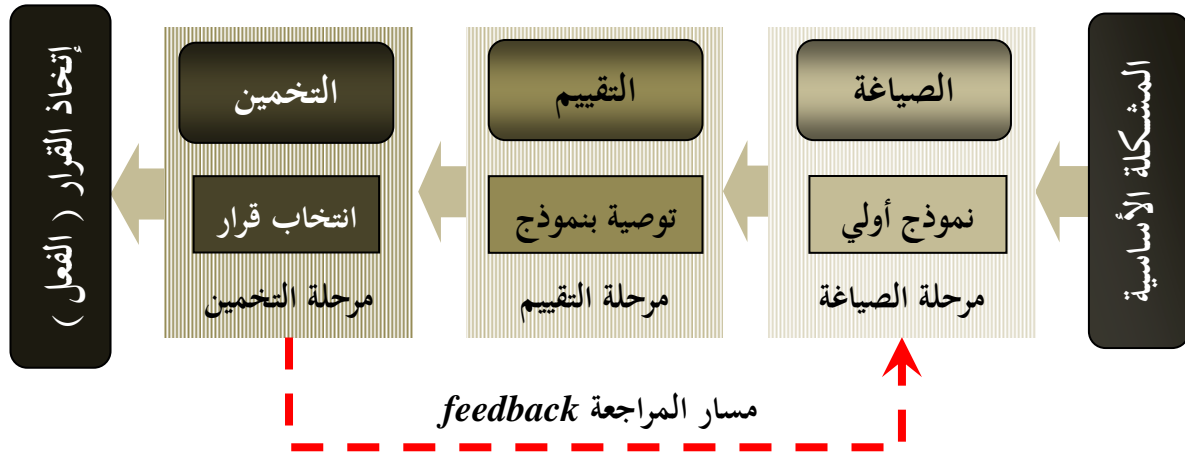 المشكلة الأساسية
الصياغة
نموذج أولي
مرحلة الصياغة
التقييم
توصية بنموذج
مرحلة التقييم
التخمين
انتخاب قرار
مرحلة التخمين
إتخاذ القرار ( الفعل )
مسار المراجعة feedback